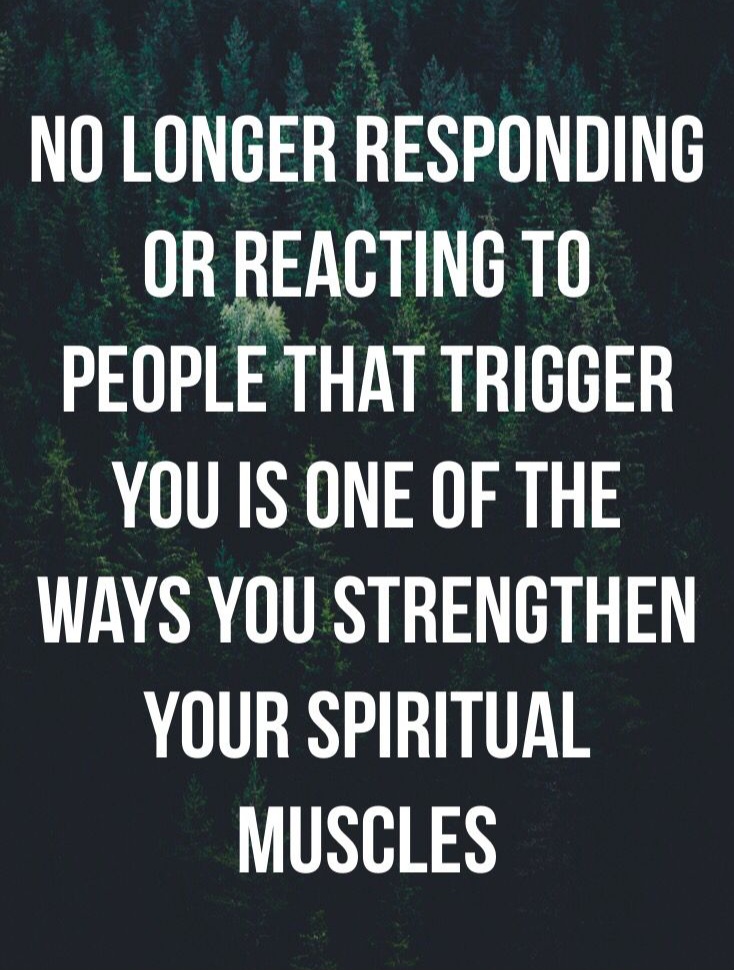 NO LONGER RESPONDING
OR REACTING TO
PEOPLE THAT TRIGGER
YOU IS ONE OF THE
WAYS YOU STRENGTHEN
YOUR SPIRITUAL
MUSCLES